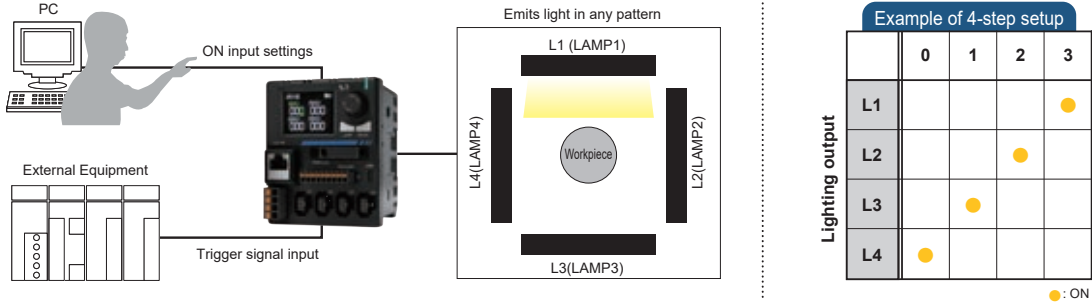 PC
ON input settings
External Equipment
Trigger signal input
Emits light in any pattern
L1 (LAMP1)
L4(LAMP4)
Workpiece
L2(LAMP2)
L3(LAMP3)
Example of 4-step setup
0 1 2 3
Lighting output
L1
L2
L3
L4
: ON